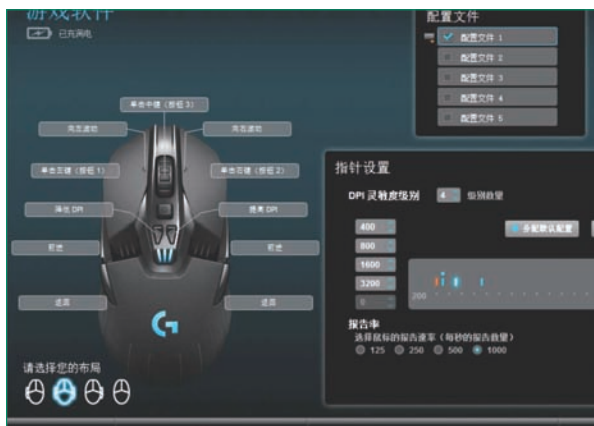 游戏软件
已充满电
单击中键（按钮 3）
向左滚动
向右滚动
单击左键（按钮 1）
单击右键（按钮 2）
降低 DPI
提高 DPI
前进
前进
返回
返回
请选择您的布局
配置文件
配置文件 1
配置文件 2
配置文件 3
配置文件 4
配置文件 5
指针设置
DPI 灵敏度级别
4
级别数量
400
800
1600
3200
0
分配默认配置
200
报告率
选择鼠标的报告速率（每秒的报告数量）
125
250
500
1000